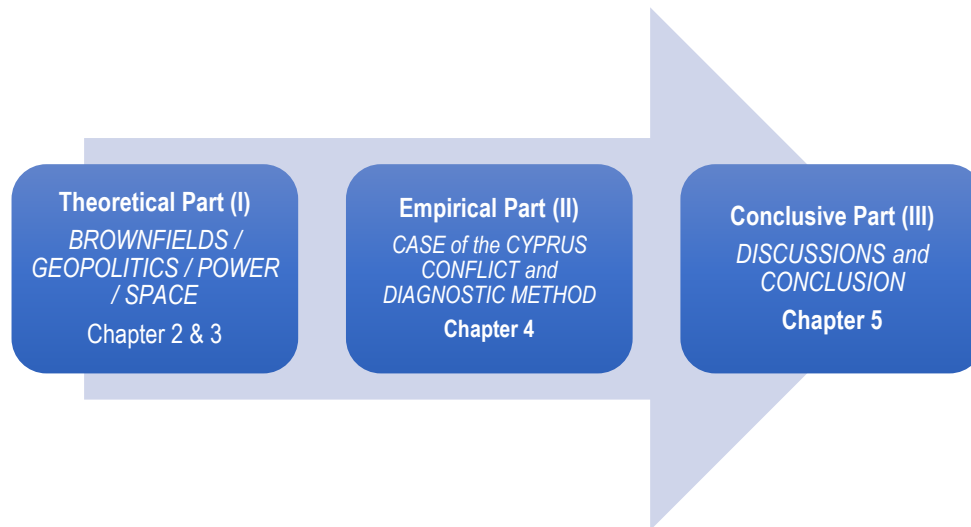 Theoretical Part (I)
BROWNFIELDS /
GEOPOLITICS / POWER
/ SPACE
Chapter 2 & 3
Empirical Part (II)
CASE of the CYPRUS
CONFLICT and
DIAGNOSTIC METHOD
Chapter 4
Conclusive Part (III)
DISCUSSIONS and
CONCLUSION
Chapter 5